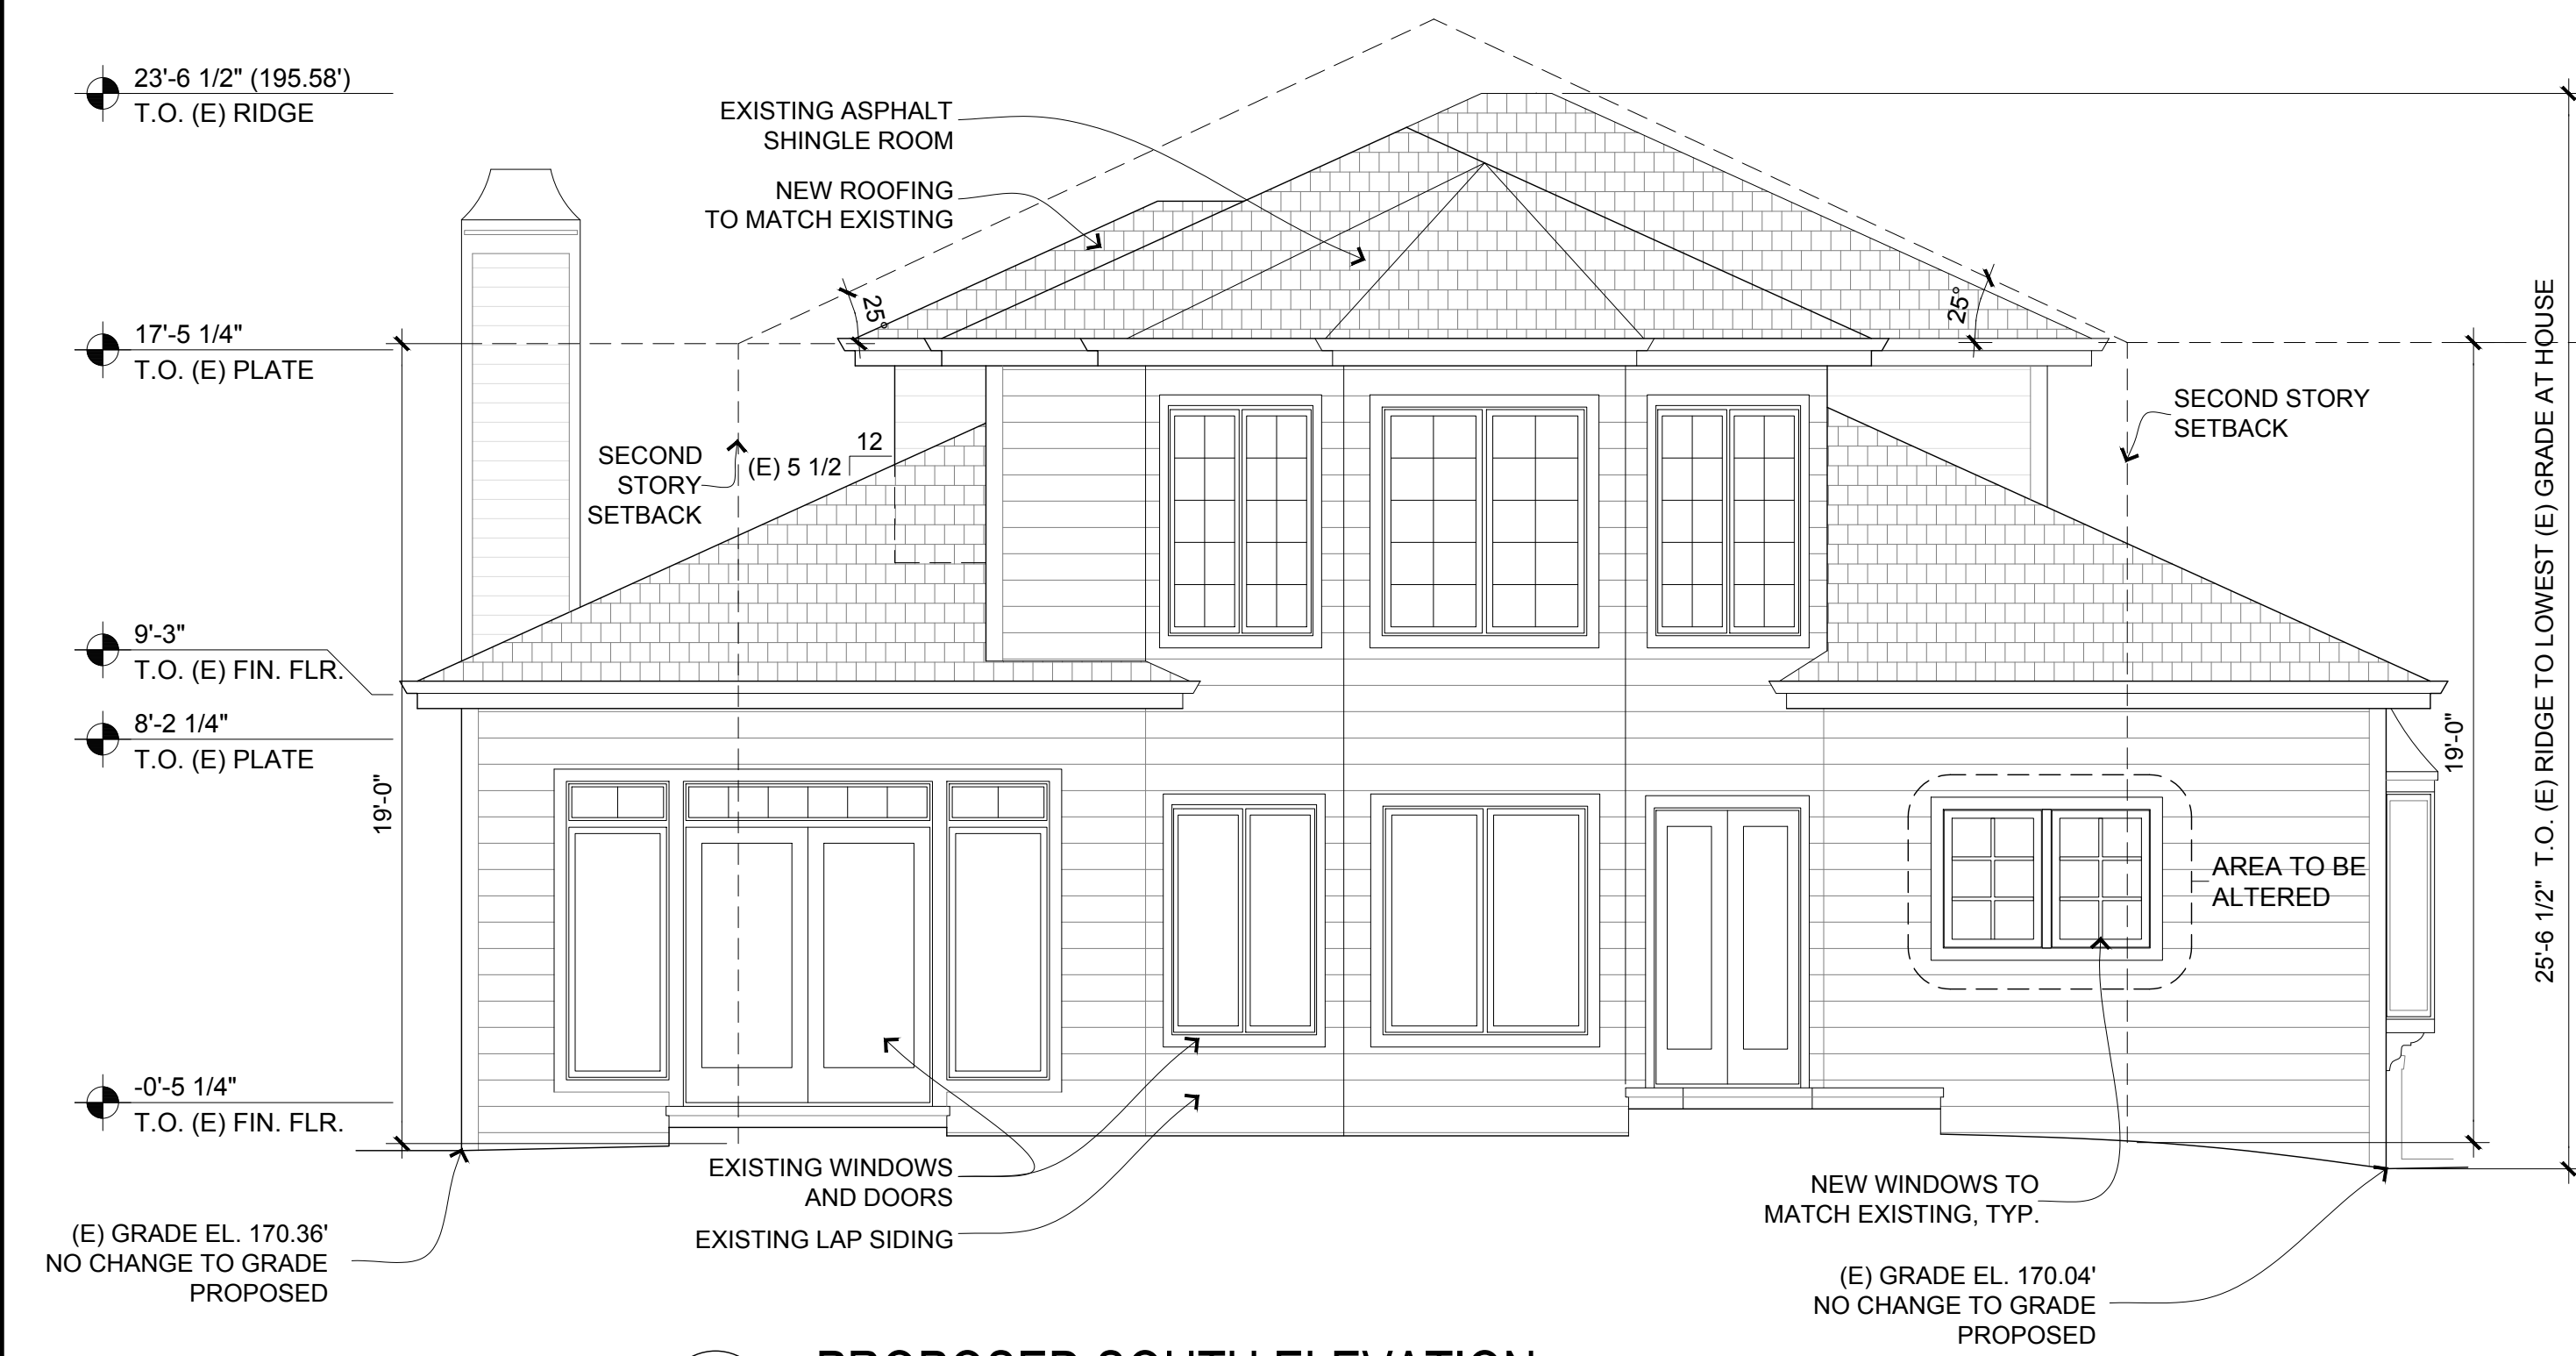 23'-6 1/2" (195.58')
T.O. (E) RIDGE
EXISTING ASPHALT
SHINGLE ROOM
NEW ROOFING
TO MATCH EXISTING
25°
25°
17'-5 1/4"
T.O. (E) PLATE
SECOND
STORY
SETBACK
12
(E) 5 1/2
SECOND STORY
SETBACK
9'-3"
T.O. (E) FIN. FLR.
8'-2 1/4"
T.O. (E) PLATE
19'-0"
19'-0"
25'-6 1/2" T.O. (E) RIDGE TO LOWEST (E) GRADE AT HOUSE
AREA TO BE
ALTERED
-0'-5 1/4"
T.O. (E) FIN. FLR.
EXISTING WINDOWS
AND DOORS
EXISTING LAP SIDING
NEW WINDOWS TO
MATCH EXISTING, TYP.
(E) GRADE EL. 170.36'
NO CHANGE TO GRADE
PROPOSED
(E) GRADE EL. 170.04'
NO CHANGE TO GRADE
PROPOSED
PROPOSED SOUTH ELEVATION